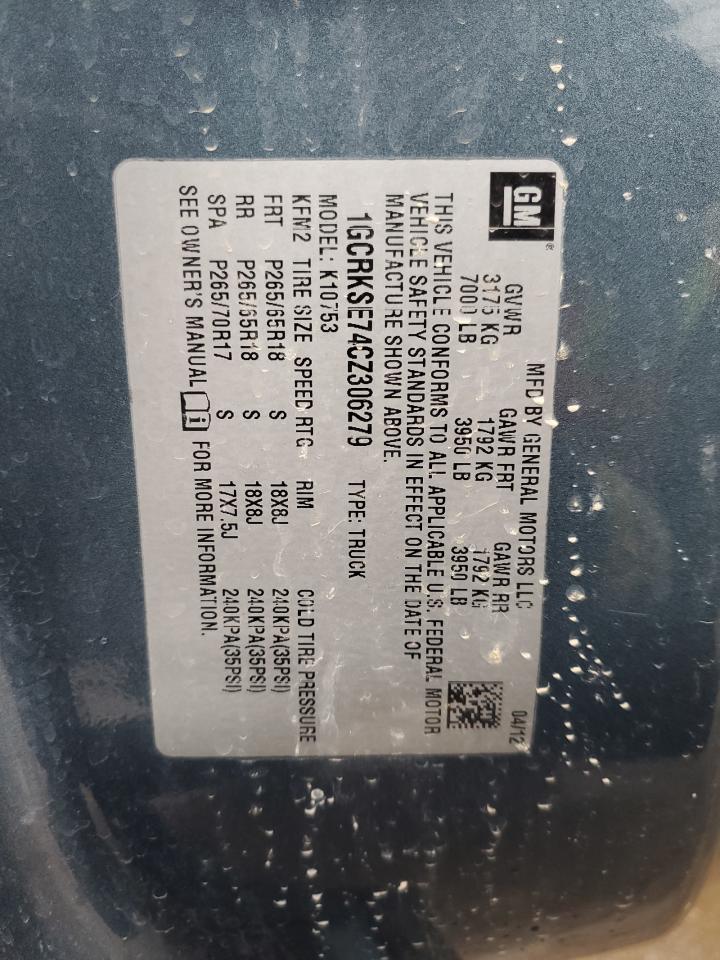 GM
®
MFD BY GENERAL MOTORS LLC 04/12
GVWR GAWR FRT GAWR RR
3175 KG 1792 KG 1792 KG
7000 LB 3950 LB 3950 LB
THIS VEHICLE CONFORMS TO ALL APPLICABLE U.S. FEDERAL MOTOR
VEHICLE SAFETY STANDARDS IN EFFECT ON THE DATE OF
MANUFACTURE SHOWN ABOVE.
1GCRKSE74CZ306279 TYPE: TRUCK
MODEL: K10753
KFM2 TIRE SIZE SPEED RTG RIM COLD TIRE PRESSURE
FRT P265/65R18 S 18X8J 240KPA(35PSI)
RR P265/65R18 S 18X8J 240KPA(35PSI)
SPA P265/70R17 S 17X7.5J 240KPA(35PSI)
SEE OWNER'S MANUAL i FOR MORE INFORMATION.